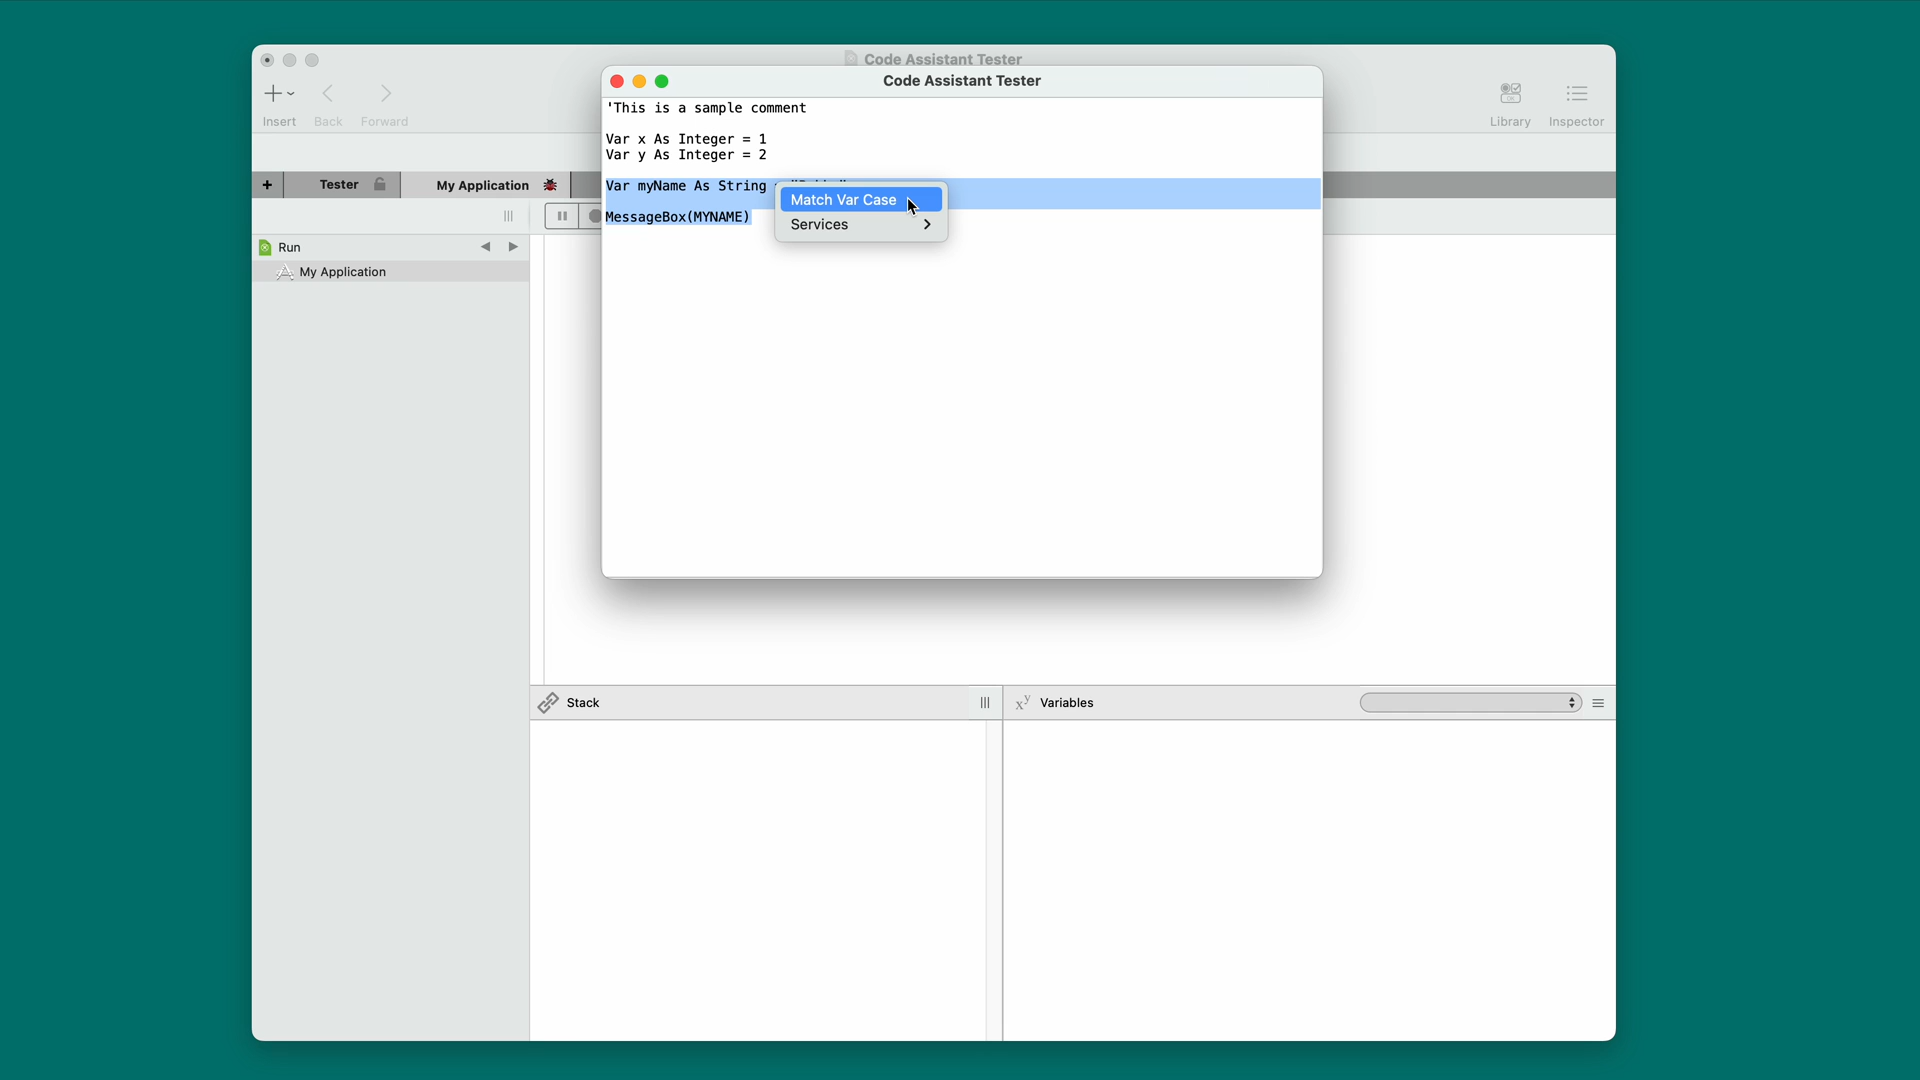 Code Assistant Tester
Insert
Back
Forward
Library
Inspector
Code Assistant Tester
'This is a sample comment
Var x As Integer = 1
Var y As Integer = 2
Var myName As String
MessageBox(MYNAME)
Match Var Case
Services
+
Tester
My Application
Run
My Application
Stack
xy
Variables